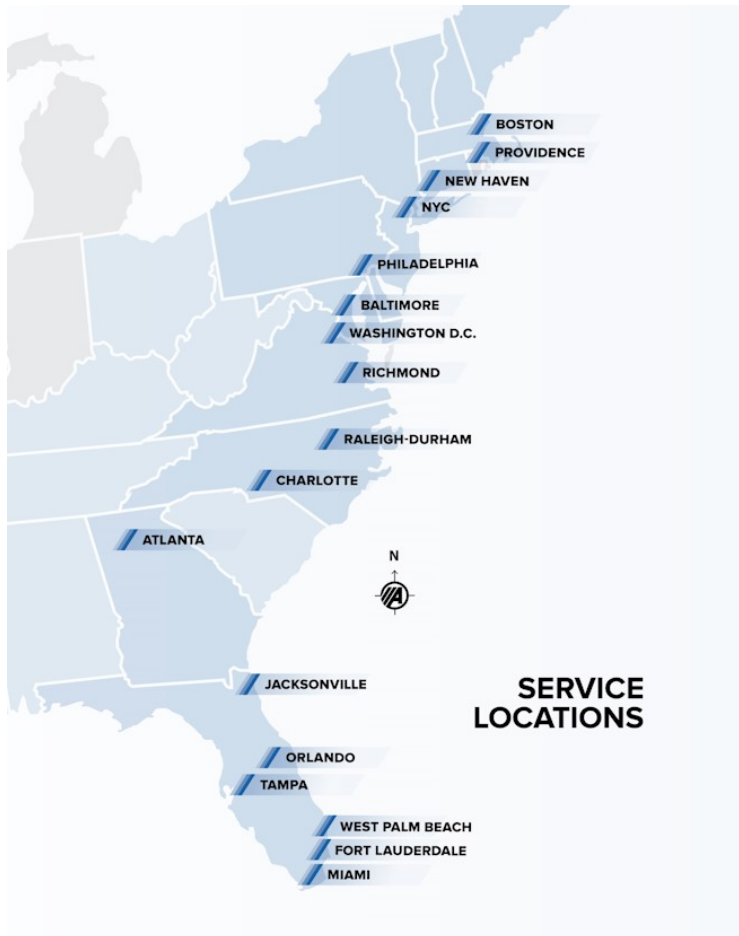 BOSTON
PROVIDENCE
NEW HAVEN
NYC
PHILADELPHIA
BALTIMORE
WASHINGTON D.C.
RICHMOND
RALEIGH-DURHAM
CHARLOTTE
ATLANTA
N
A
JACKSONVILLE
SERVICE
LOCATIONS
ORLANDO
TAMPA
WEST PALM BEACH
FORT LAUDERDALE
MIAMI